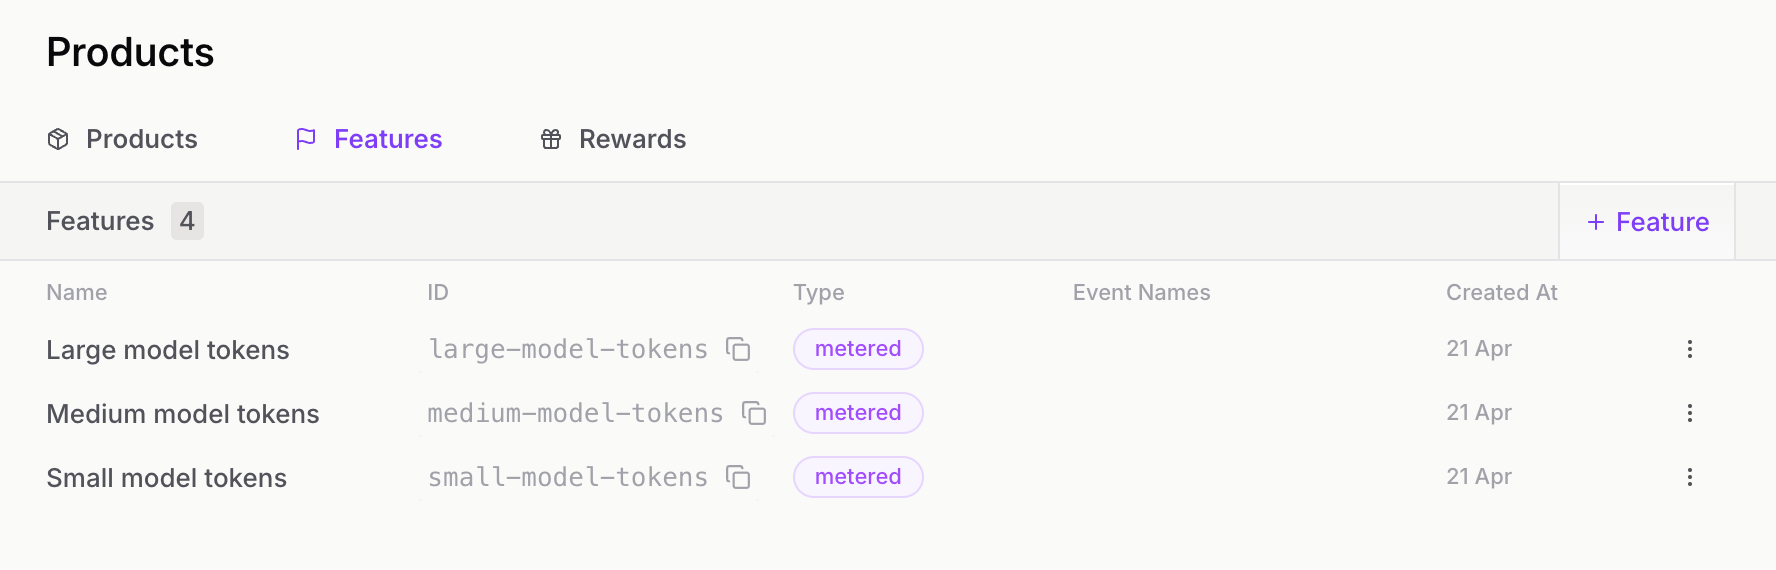 Products
Products Features Rewards
Features 4 + Feature
Name ID Type Event Names Created At
Large model tokens large-model-tokens metered 21 Apr
Medium model tokens medium-model-tokens metered 21 Apr
Small model tokens small-model-tokens metered 21 Apr